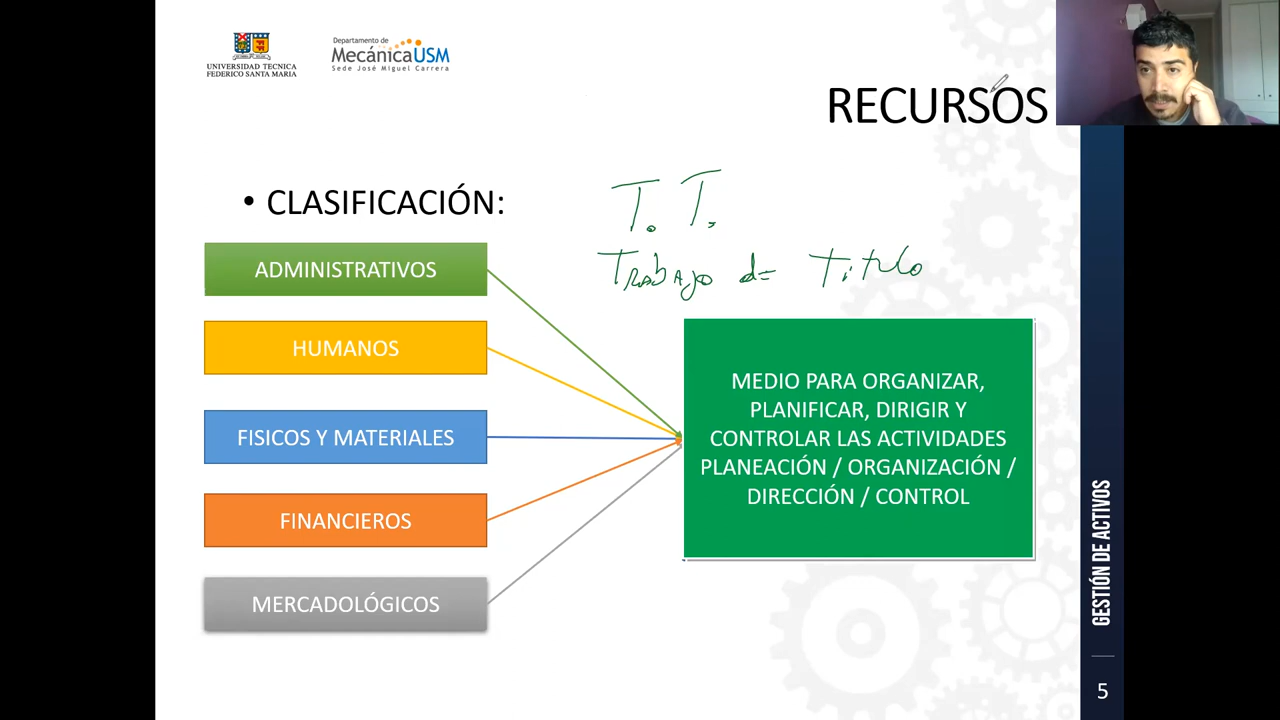 UNIVERSIDAD TECNICA
FEDERICO SANTA MARIA
Departamento de
MecánicaUSM
Sede José Miguel Carrera
RECURSOS
• CLASIFICACIÓN:
T. T.
Trabajo de Titulo
ADMINISTRATIVOS
HUMANOS
FISICOS Y MATERIALES
FINANCIEROS
MERCADOLÓGICOS
MEDIO PARA ORGANIZAR,
PLANIFICAR, DIRIGIR Y
CONTROLAR LAS ACTIVIDADES
PLANEACIÓN / ORGANIZACIÓN /
DIRECCIÓN / CONTROL
GESTIÓN DE ACTIVOS
5